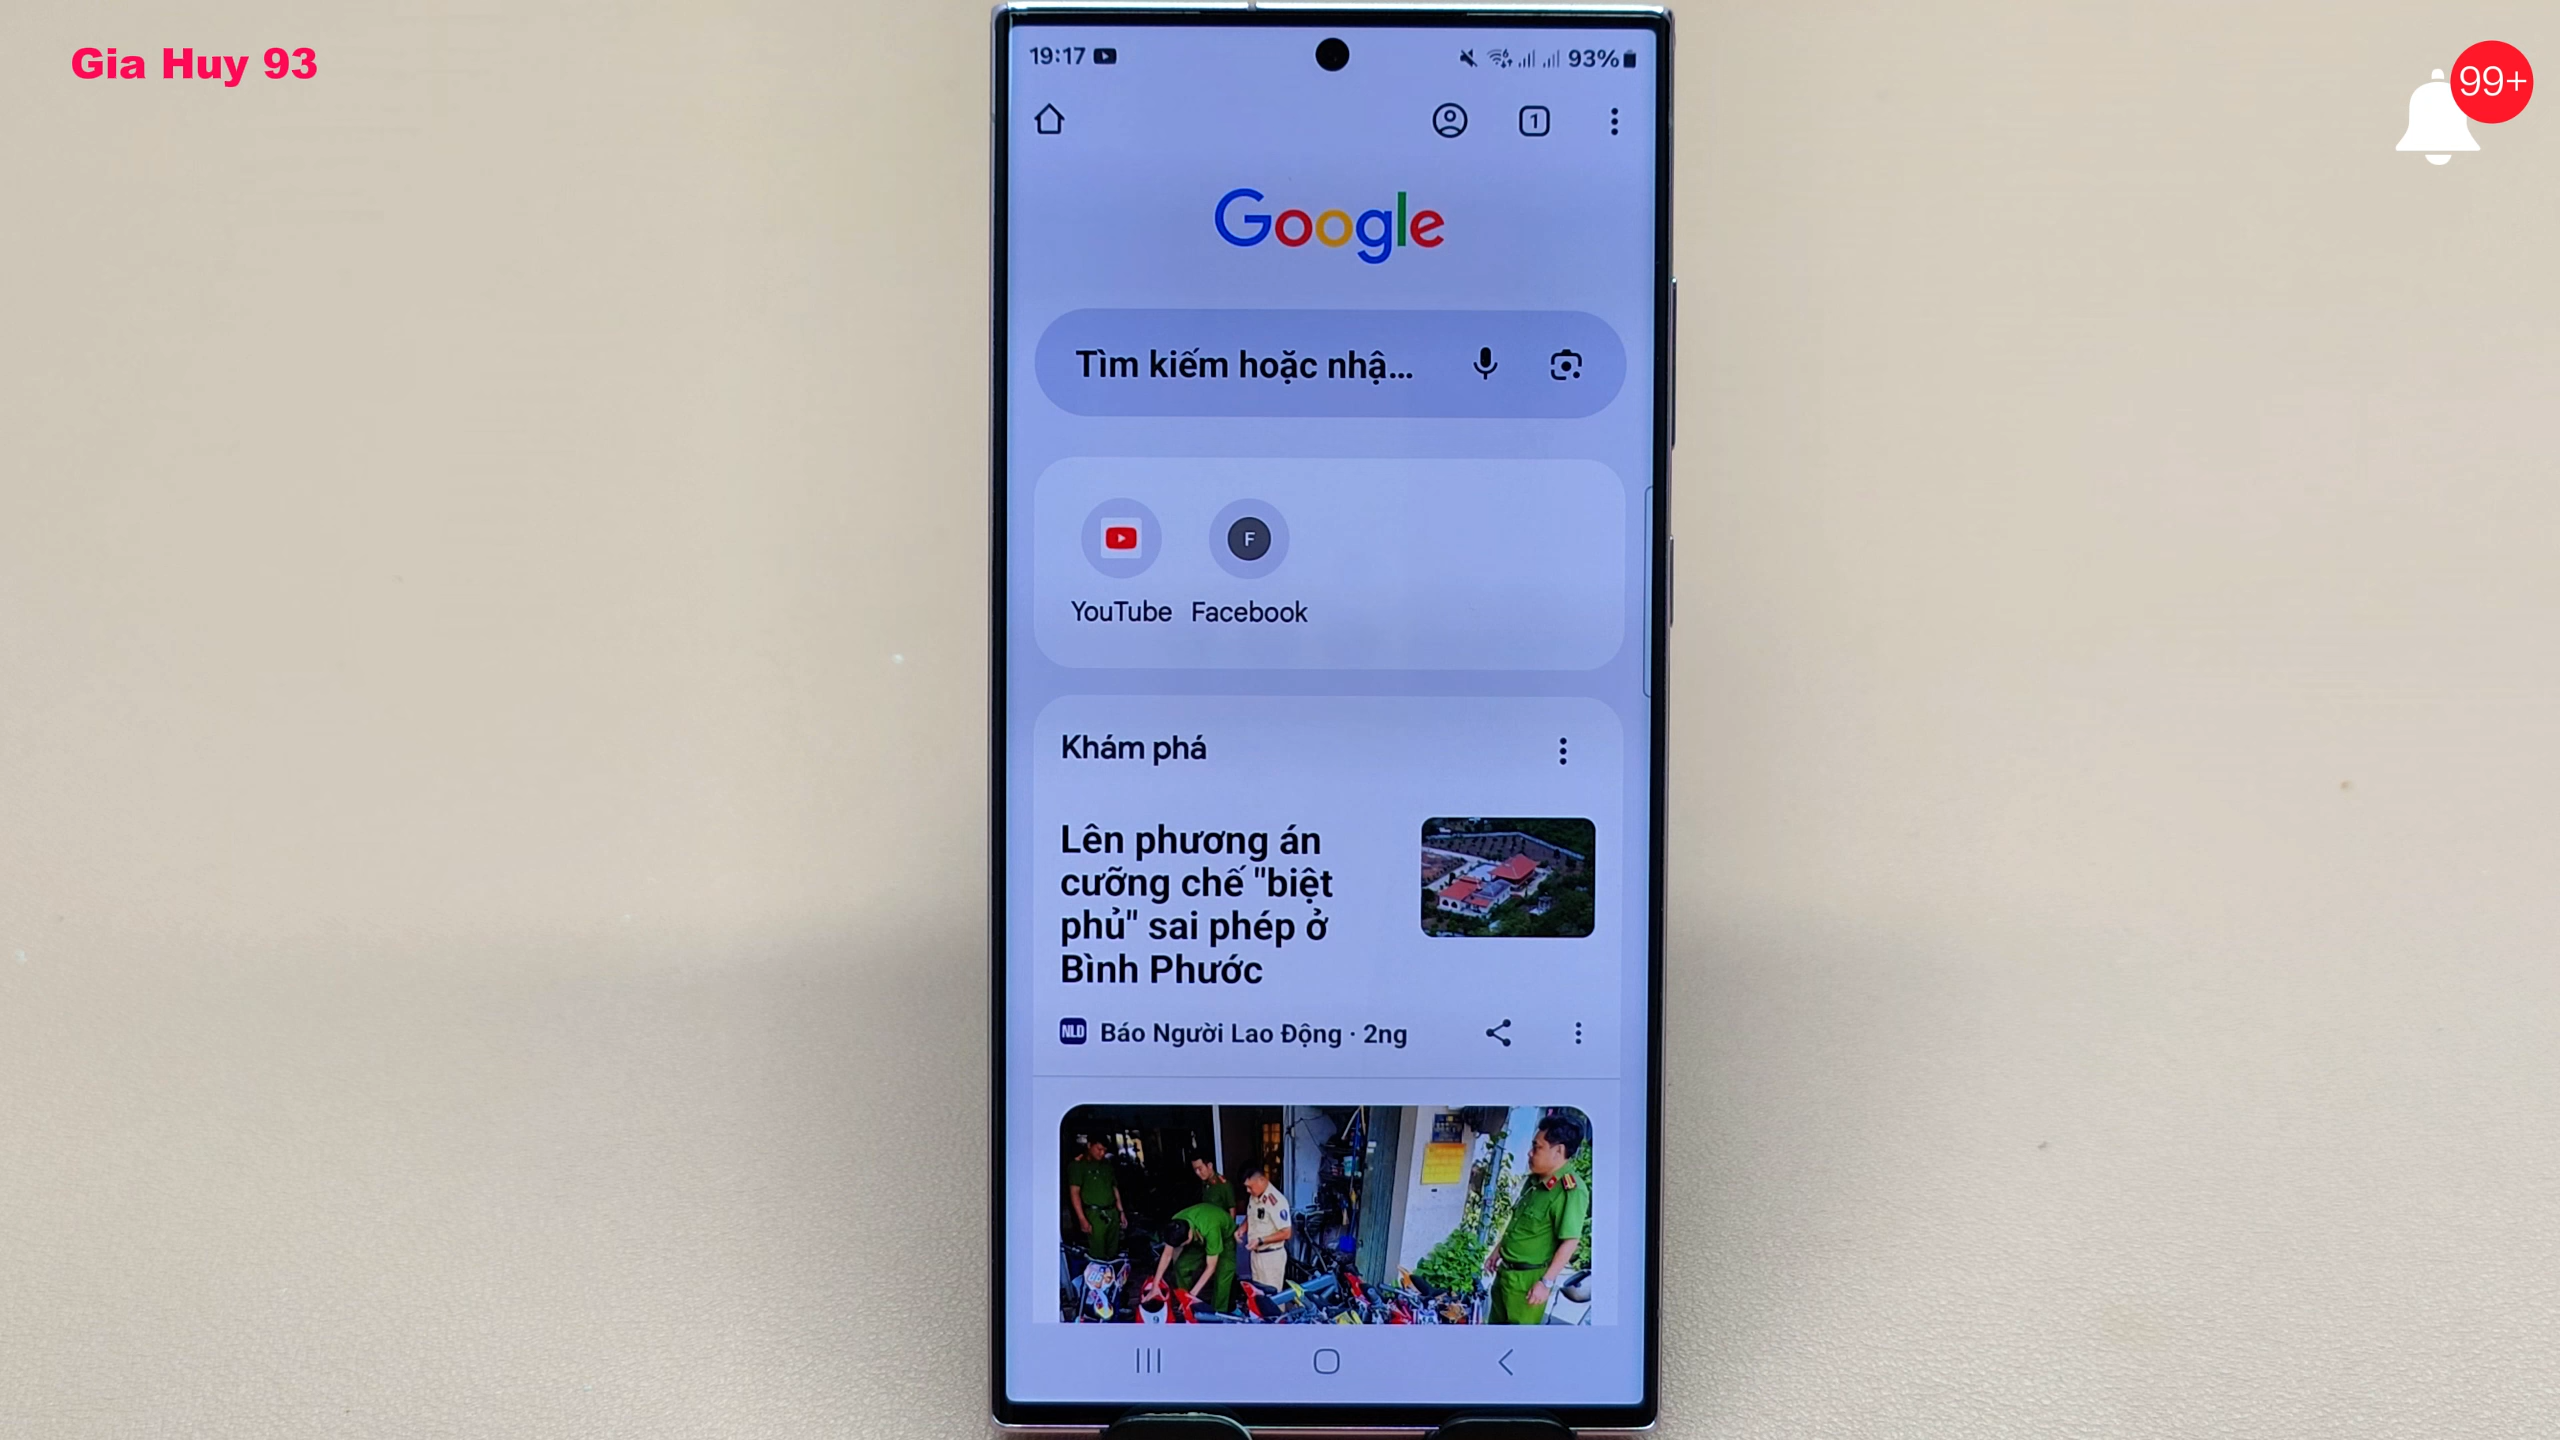 Gia Huy 93
99+
19:17
93%
1
Google
Tìm kiếm hoặc nhậ...
F
YouTube
Facebook
Khám phá
Lên phương án
cưỡng chế "biệt
phủ" sai phép ở
Bình Phước
NLD
Báo Người Lao Động · 2ng